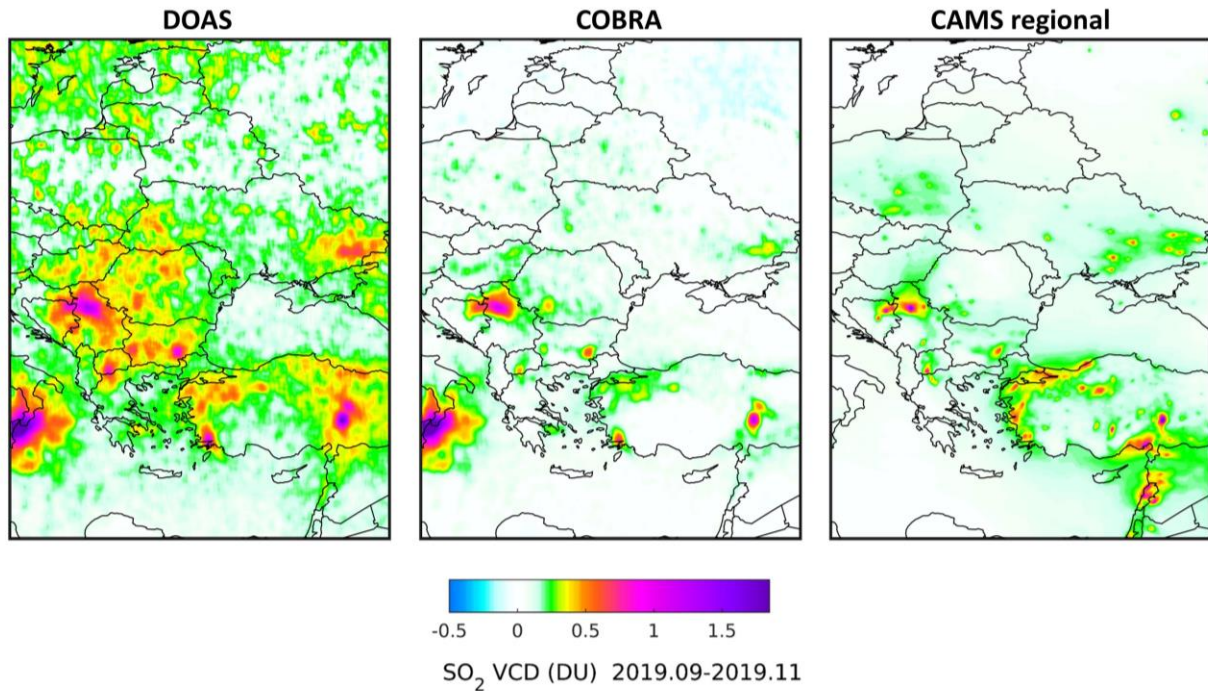 DOAS
COBRA
CAMS regional
-0.5 0 0.5 1 1.5
SO₂ VCD (DU) 2019.09-2019.11